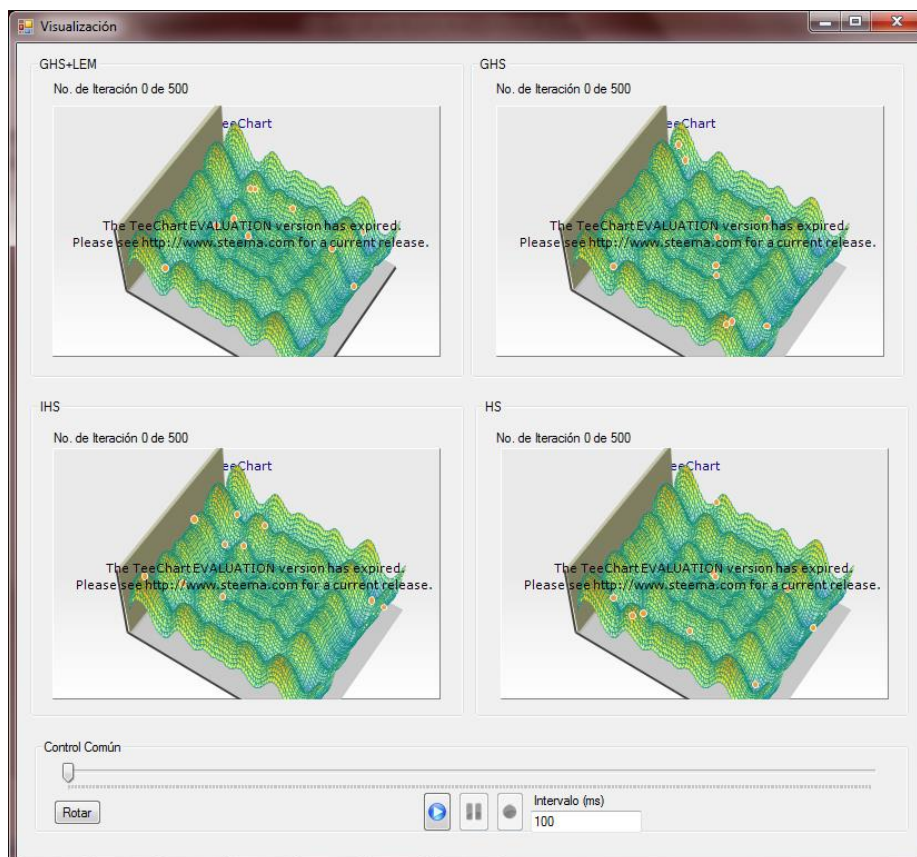 Visualización
GHS+LEM
No. de Iteración 0 de 500
eeChart
The TeeChart EVALUATION version has expired.
Please see http://www.steema.com for a current release.
GHS
No. de Iteración 0 de 500
eeChart
The TeeChart EVALUATION version has expired.
Please see http://www.steema.com for a current release.
IHS
No. de Iteración 0 de 500
eeChart
The TeeChart EVALUATION version has expired.
Please see http://www.steema.com for a current release.
HS
No. de Iteración 0 de 500
eeChart
The TeeChart EVALUATION version has expired.
Please see http://www.steema.com for a current release.
Control Común
Rotar
Intervalo (ms)
100